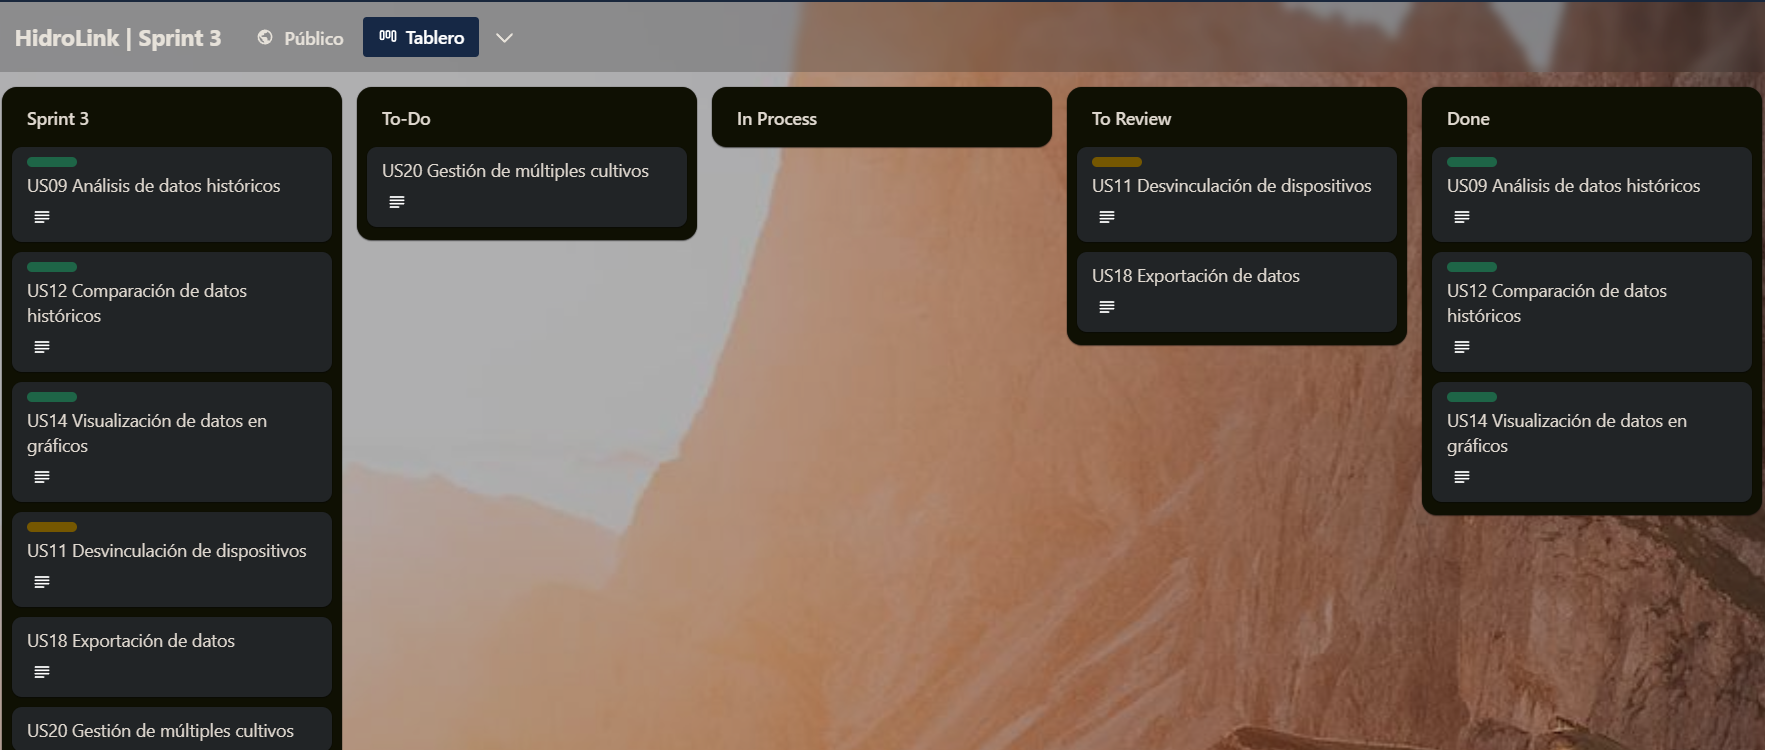 HidroLink | Sprint 3
Público
Tablero
Sprint 3
US09 Análisis de datos históricos
US12 Comparación de datos
históricos
US14 Visualización de datos en
gráficos
US11 Desvinculación de dispositivos
US18 Exportación de datos
US20 Gestión de múltiples cultivos
To-Do
US20 Gestión de múltiples cultivos
In Process
To Review
US11 Desvinculación de dispositivos
US18 Exportación de datos
Done
US09 Análisis de datos históricos
US12 Comparación de datos
históricos
US14 Visualización de datos en
gráficos